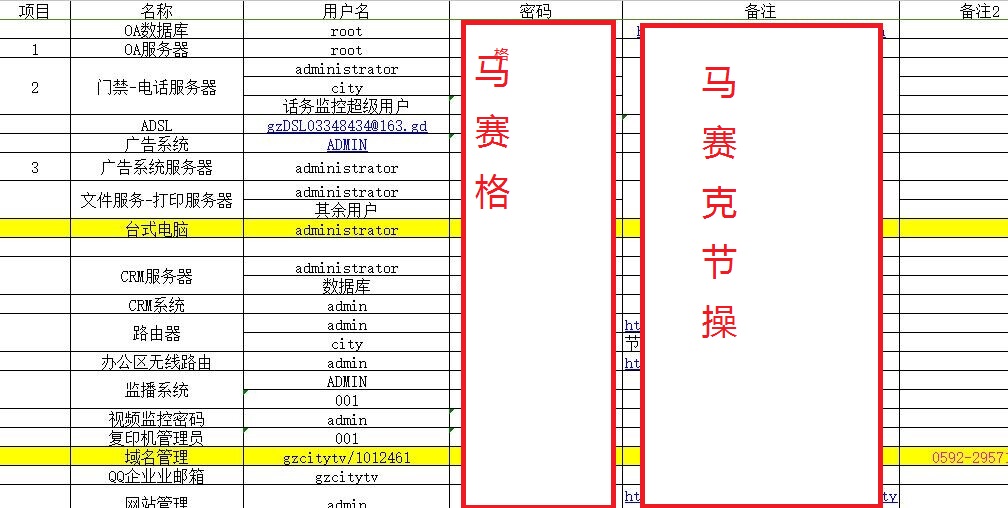 项目 名称 用户名 密码 备注 备注2
OA数据库 root
1 OA服务器 root
2 门禁-电话服务器 administrator
city
话务监控超级用户
ADSL gzDSL03348434@163.gd
广告系统 ADMIN
3 广告系统服务器 administrator
文件服务-打印服务器 administrator
其余用户
台式电脑 administrator
CRM服务器 administrator
数据库
CRM系统 admin
路由器 admin ht
city 节
办公区无线路由 admin ht
监播系统 ADMIN
001
视频监控密码 admin
复印机管理员 001
域名管理 gzcitytv/1012461 0592-29571
QQ企业业邮箱 gzcitytv
网站管理 admin ht ty
格
马
赛
格
马
赛
克
节
操